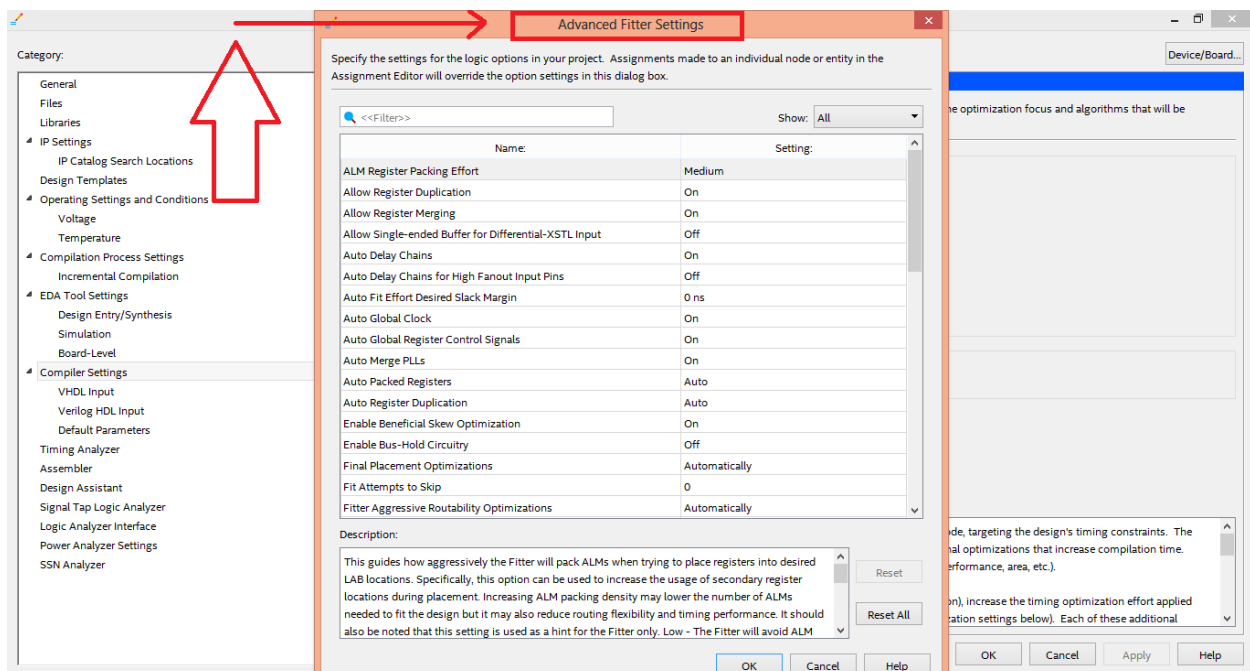 Category:
General
Files
Libraries
IP Settings
IP Catalog Search Locations
Design Templates
Operating Settings and Conditions
Voltage
Temperature
Compilation Process Settings
Incremental Compilation
EDA Tool Settings
Design Entry/Synthesis
Simulation
Board-Level
Compiler Settings
VHDL Input
Verilog HDL Input
Default Parameters
Timing Analyzer
Assembler
Design Assistant
Signal Tap Logic Analyzer
Logic Analyzer Interface
Power Analyzer Settings
SSN Analyzer
Advanced Fitter Settings
Specify the settings for the logic options in your project. Assignments made to an individual node or entity in the
Assignment Editor will override the option settings in this dialog box.
<<Filter>>
Show: All
Name: Setting:
ALM Register Packing Effort Medium
Allow Register Duplication On
Allow Register Merging On
Allow Single-ended Buffer for Differential-XSTL Input Off
Auto Delay Chains On
Auto Delay Chains for High Fanout Input Pins Off
Auto Fit Effort Desired Slack Margin 0 ns
Auto Global Clock On
Auto Global Register Control Signals On
Auto Merge PLLs On
Auto Packed Registers Auto
Auto Register Duplication Auto
Enable Beneficial Skew Optimization On
Enable Bus-Hold Circuitry Off
Final Placement Optimizations Automatically
Fit Attempts to Skip 0
Fitter Aggressive Routability Optimizations Automatically
Description:
This guides how aggressively the Fitter will pack ALMs when trying to place registers into desired
LAB locations. Specifically, this option can be used to increase the usage of secondary register
locations during placement. Increasing ALM packing density may lower the number of ALMs
needed to fit the design but it may also reduce routing flexibility and timing performance. It should
also be noted that this setting is used as a hint for the Fitter only. Low - The Fitter will avoid ALM
Reset
Reset All
OK Cancel Help
Device/Board...
optimization focus and algorithms that will be
targeting the design's timing constraints. The
optimizations that increase compilation time.
area, etc.).
increase the timing optimization effort applied
settings below). Each of these additional
OK Cancel Apply Help